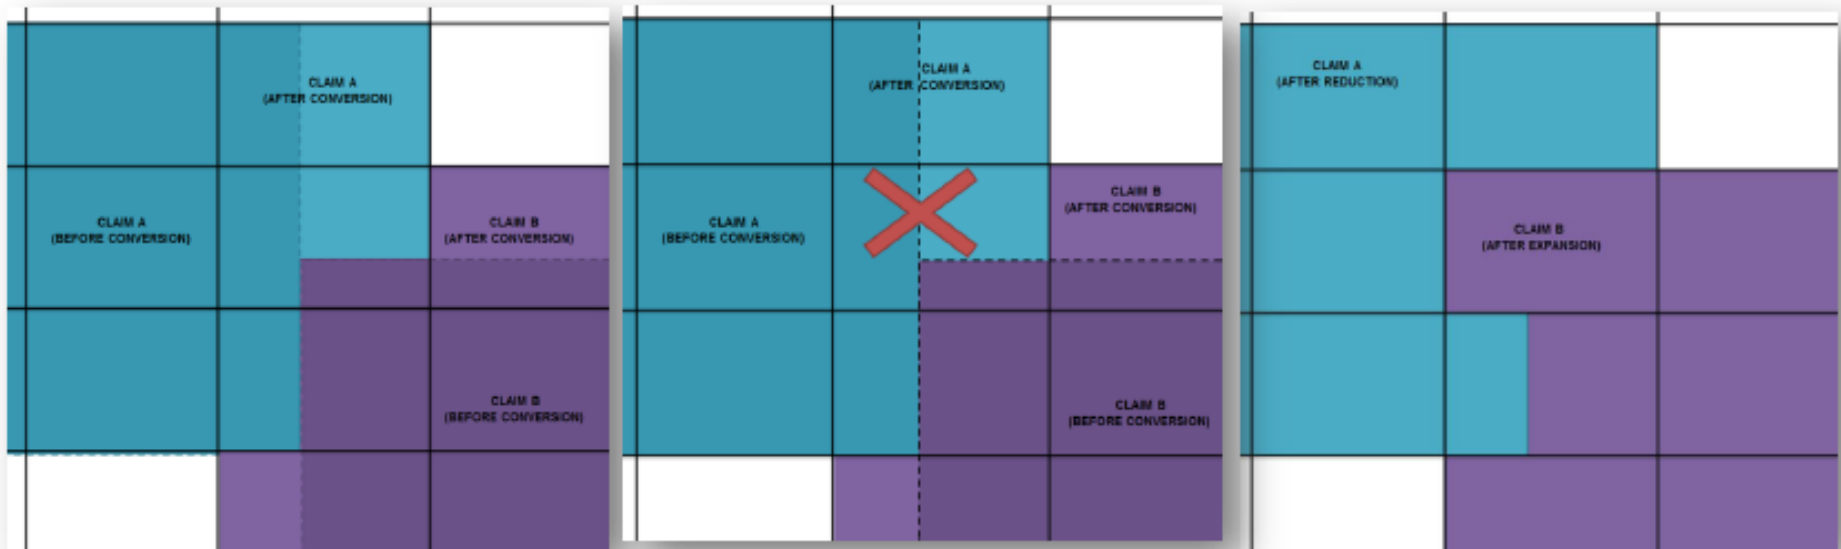 CLAIM A
(AFTER CONVERSION)
CLAIM A
(BEFORE CONVERSION)
CLAIM B
(AFTER CONVERSION)
CLAIM B
(BEFORE CONVERSION)
CLAIM A
(AFTER CONVERSION)
CLAIM A
(BEFORE CONVERSION)
CLAIM B
(AFTER CONVERSION)
CLAIM B
(BEFORE CONVERSION)
CLAIM A
(AFTER REDUCTION)
CLAIM B
(AFTER EXPANSION)